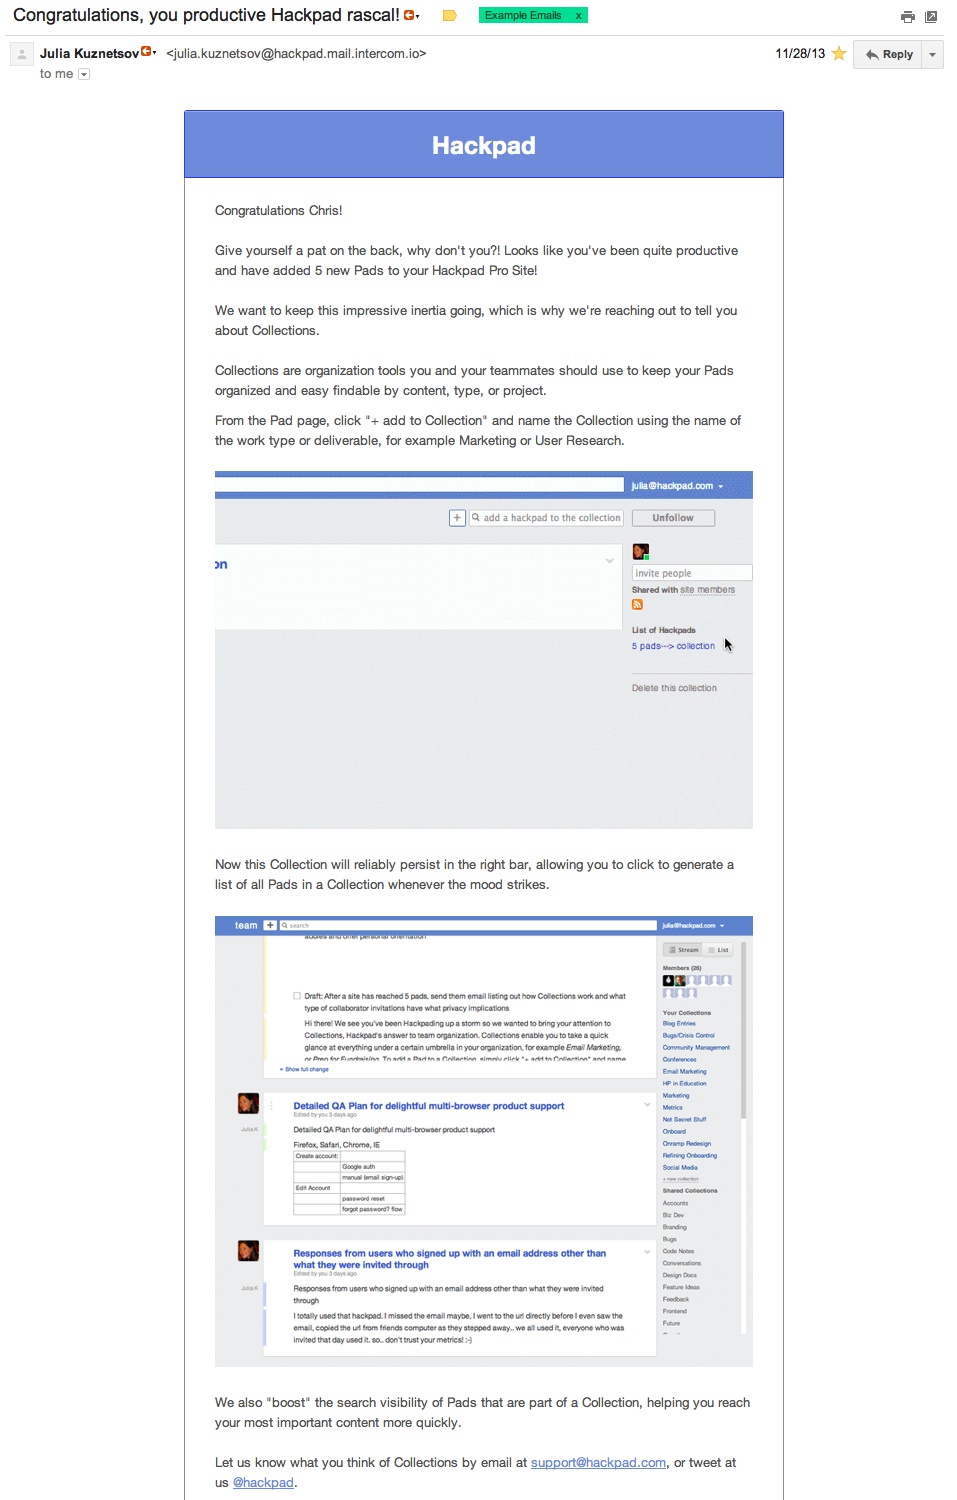 Congratulations, you productive Hackpad rascal!
Example Emails x
Julia Kuznetsov <julia.kuznetsov@hackpad.mail.intercom.io>
11/28/13
Reply
to me
Hackpad
Congratulations Chris!
Give yourself a pat on the back, why don't you?! Looks like you've been quite productive
and have added 5 new Pads to your Hackpad Pro Site!
We want to keep this impressive inertia going, which is why we're reaching out to tell you
about Collections.
Collections are organization tools you and your teammates should use to keep your Pads
organized and easy findable by content, type, or project.
From the Pad page, click "+ add to Collection" and name the Collection using the name of
the work type or deliverable, for example Marketing or User Research.
julia@hackpad.com
+ add a hackpad to the collection
Unfollow
on
invite people
Shared with site members
List of Hackpads
5 pads---> collection
Delete this collection
Now this Collection will reliably persist in the right bar, allowing you to click to generate a
list of all Pads in a Collection whenever the mood strikes.
team + search
julia@hackpad.com
addies and offer personal orientation
Draft: After a site has reached 5 pads, send them email listing out how Collections work and what
type of collaborator invitations have what privacy implications
Hi there! We see you've been Hackpading up a storm so we wanted to bring your attention to
Collections, Hackpad's answer to team organization. Collections enable you to take a quick
glance at everything under a certain umbrella in your organization, for example Email Marketing,
or Prep for Fundraising. To add a Pad to a Collection, simply click "+ add to Collection" and name
+ Show full change
Detailed QA Plan for delightful multi-browser product support
Edited by you 3 days ago
Julia K
Detailed QA Plan for delightful multi-browser product support
Firefox, Safari, Chrome, IE
Create account:
Google auth
manual (email sign-up)
Edit Account
password reset
forgot password? flow
Responses from users who signed up with an email address other than
what they were invited through
Edited by you 3 days ago
Julia K
Responses from users who signed up with an email address other than what they were invited
through
I totally used that hackpad. I missed the email maybe, I went to the url directly before I even saw the
email, copied the url from friends computer as they stepped away.. we all used it, everyone who was
invited that day used it. so.. don't trust your metrics! :-)
Stream List
Members (26)
Your Collections
Blog Entries
Bugs/Crisis Control
Community Management
Conferences
Email Marketing
HP in Education
Marketing
Metrics
Not Secret Stuff
Onboard
Onramp Redesign
Refining Onboarding
Social Media
+ new collection
Shared Collections
Accounts
Biz Dev
Branding
Bugs
Code Notes
Conversations
Design Docs
Feature Ideas
Feedback
Frontend
Future
We also "boost" the search visibility of Pads that are part of a Collection, helping you reach
your most important content more quickly.
Let us know what you think of Collections by email at support@hackpad.com, or tweet at
us @hackpad.